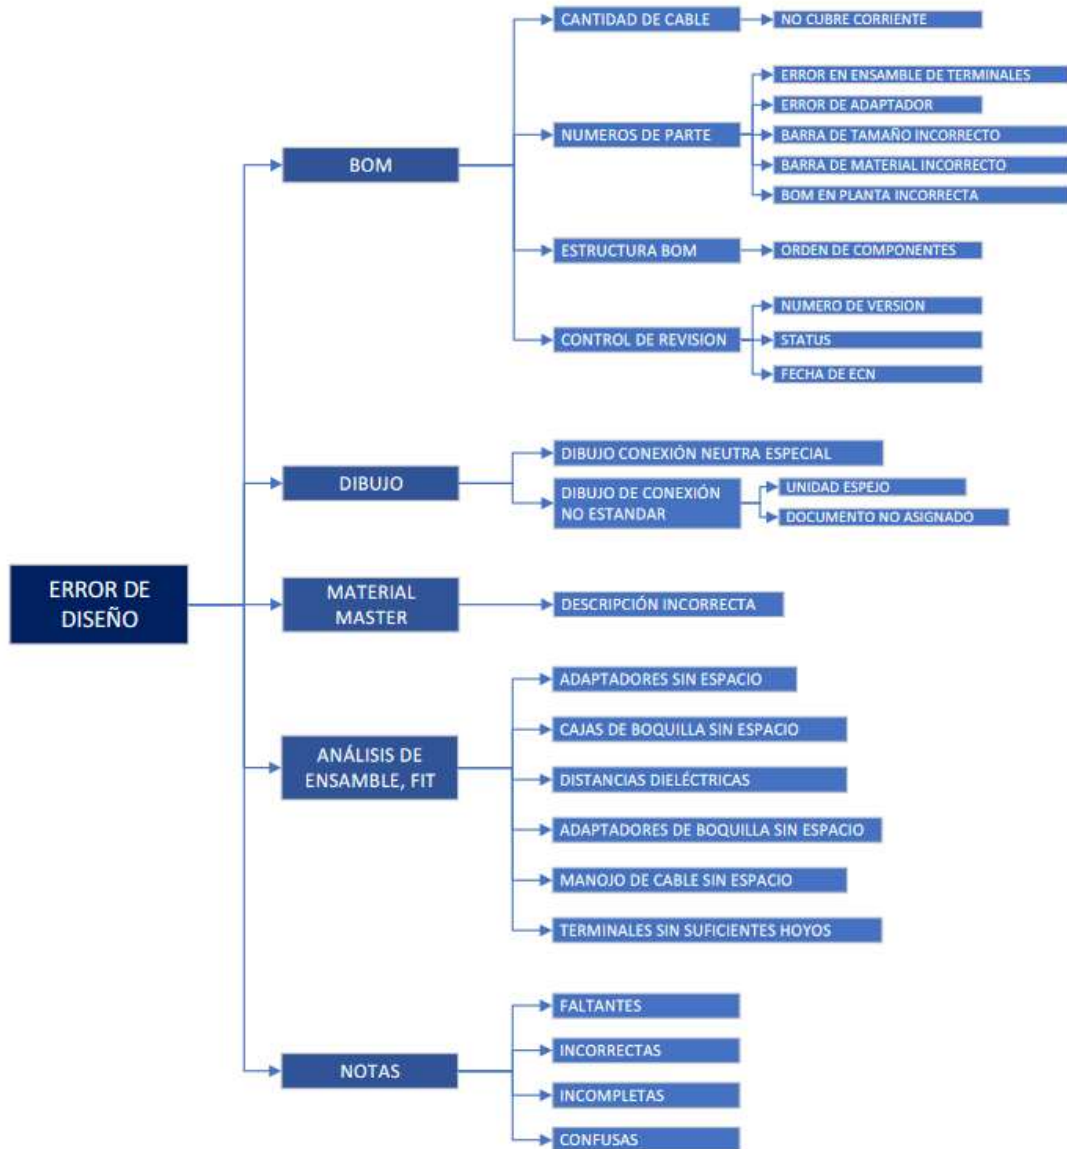 CANTIDAD DE CABLE
NO CUBRE CORRIENTE
ERROR EN ENSAMBLE DE TERMINALES
ERROR DE ADAPTADOR
NUMEROS DE PARTE
BARRA DE TAMAÑO INCORRECTO
BOM
BARRA DE MATERIAL INCORRECTO
BOM EN PLANTA INCORRECTA
ESTRUCTURA BOM
ORDEN DE COMPONENTES
NUMERO DE VERSION
CONTROL DE REVISION
STATUS
FECHA DE ECN
DIBUJO CONEXIÓN NEUTRA ESPECIAL
DIBUJO
DIBUJO DE CONEXIÓN
NO ESTANDAR
UNIDAD ESPEJO
DOCUMENTO NO ASIGNADO
ERROR DE
DISEÑO
MATERIAL
MASTER
DESCRIPCIÓN INCORRECTA
ADAPTADORES SIN ESPACIO
CAJAS DE BOQUILLA SIN ESPACIO
ANÁLISIS DE
ENSAMBLE, FIT
DISTANCIAS DIELÉCTRICAS
ADAPTADORES DE BOQUILLA SIN ESPACIO
MANOJO DE CABLE SIN ESPACIO
TERMINALES SIN SUFICIENTES HOYOS
FALTANTES
INCORRECTAS
NOTAS
INCOMPLETAS
CONFUSAS